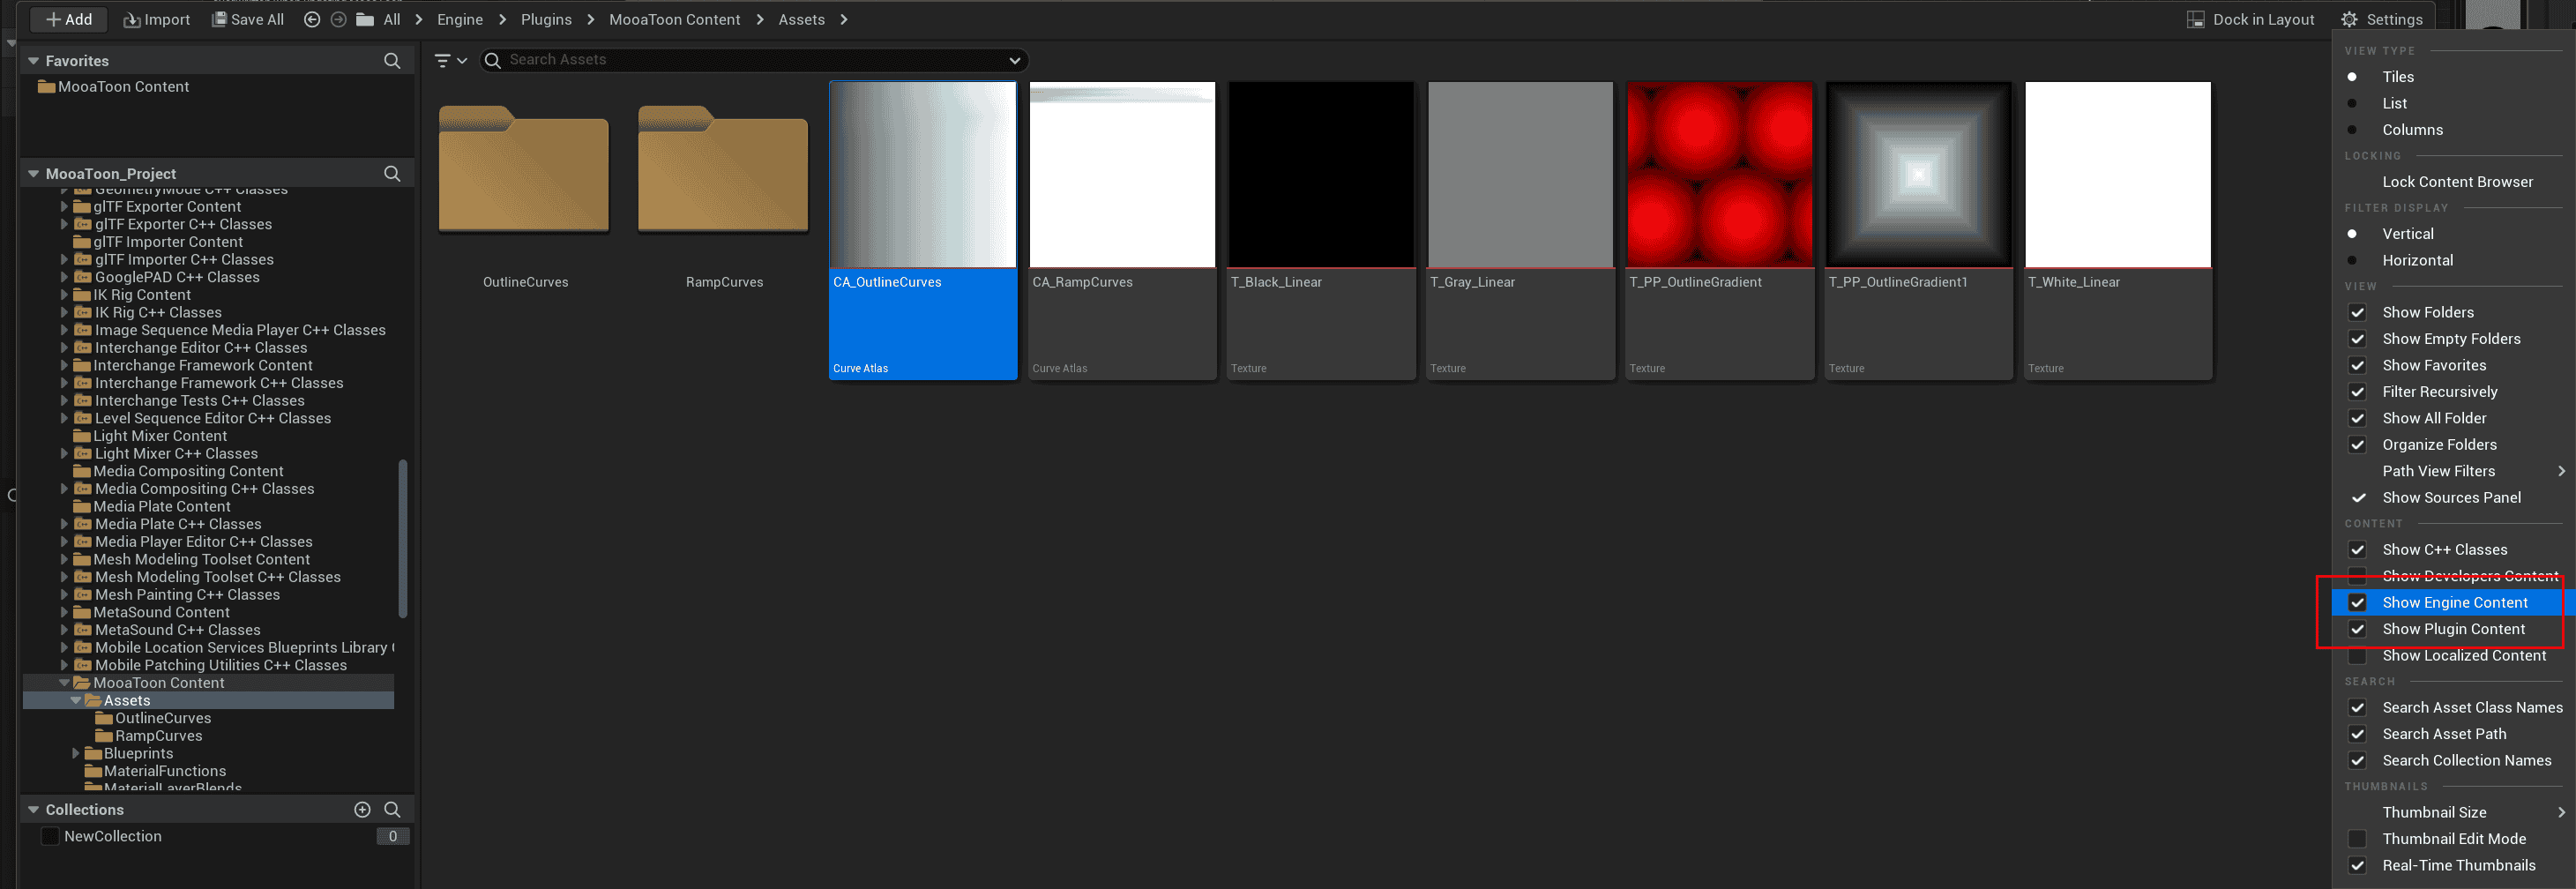 Add Import Save All All > Engine > Plugins > MooaToon Content > Assets > Dock in Layout Settings
Favorites
MooaToon Content
MooaToon_Project
GeometryMode C++ Classes
glTF Exporter Content
glTF Exporter C++ Classes
glTF Importer Content
glTF Importer C++ Classes
GooglePAD C++ Classes
IK Rig Content
IK Rig C++ Classes
Image Sequence Media Player C++ Classes
Interchange Editor C++ Classes
Interchange Framework Content
Interchange Framework C++ Classes
Interchange Tests C++ Classes
Level Sequence Editor C++ Classes
Light Mixer Content
Light Mixer C++ Classes
Media Compositing Content
Media Compositing C++ Classes
Media Plate Content
Media Plate C++ Classes
Media Player Editor C++ Classes
Mesh Modeling Toolset Content
Mesh Modeling Toolset C++ Classes
Mesh Painting C++ Classes
MetaSound Content
MetaSound C++ Classes
Mobile Location Services Blueprints Library
Mobile Patching Utilities C++ Classes
MooaToon Content
Assets
OutlineCurves
RampCurves
Blueprints
MaterialFunctions
MaterialLayerBlends
Collections
NewCollection 0
Search Assets
OutlineCurves
RampCurves
CA_OutlineCurves
Curve Atlas
CA_RampCurves
Curve Atlas
T_Black_Linear
Texture
T_Gray_Linear
Texture
T_PP_OutlineGradient
Texture
T_PP_OutlineGradient1
Texture
T_White_Linear
Texture
VIEW TYPE
Tiles
List
Columns
LOCKING
Lock Content Browser
FILTER DISPLAY
Vertical
Horizontal
VIEW
Show Folders
Show Empty Folders
Show Favorites
Filter Recursively
Show All Folder
Organize Folders
Path View Filters
Show Sources Panel
CONTENT
Show C++ Classes
Show Developers Content
Show Engine Content
Show Plugin Content
Show Localized Content
SEARCH
Search Asset Class Names
Search Asset Path
Search Collection Names
THUMBNAILS
Thumbnail Size
Thumbnail Edit Mode
Real-Time Thumbnails